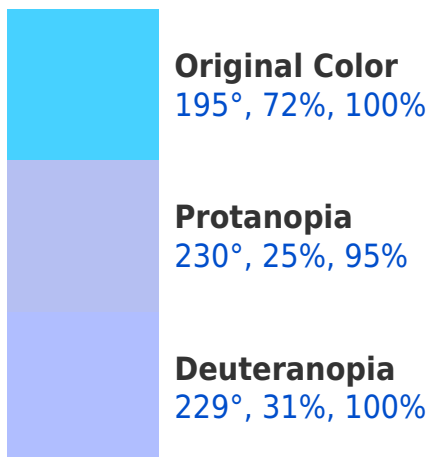 Original Color
195°, 72%, 100%
Protanopia
230°, 25%, 95%
Deuteranopia
229°, 31%, 100%